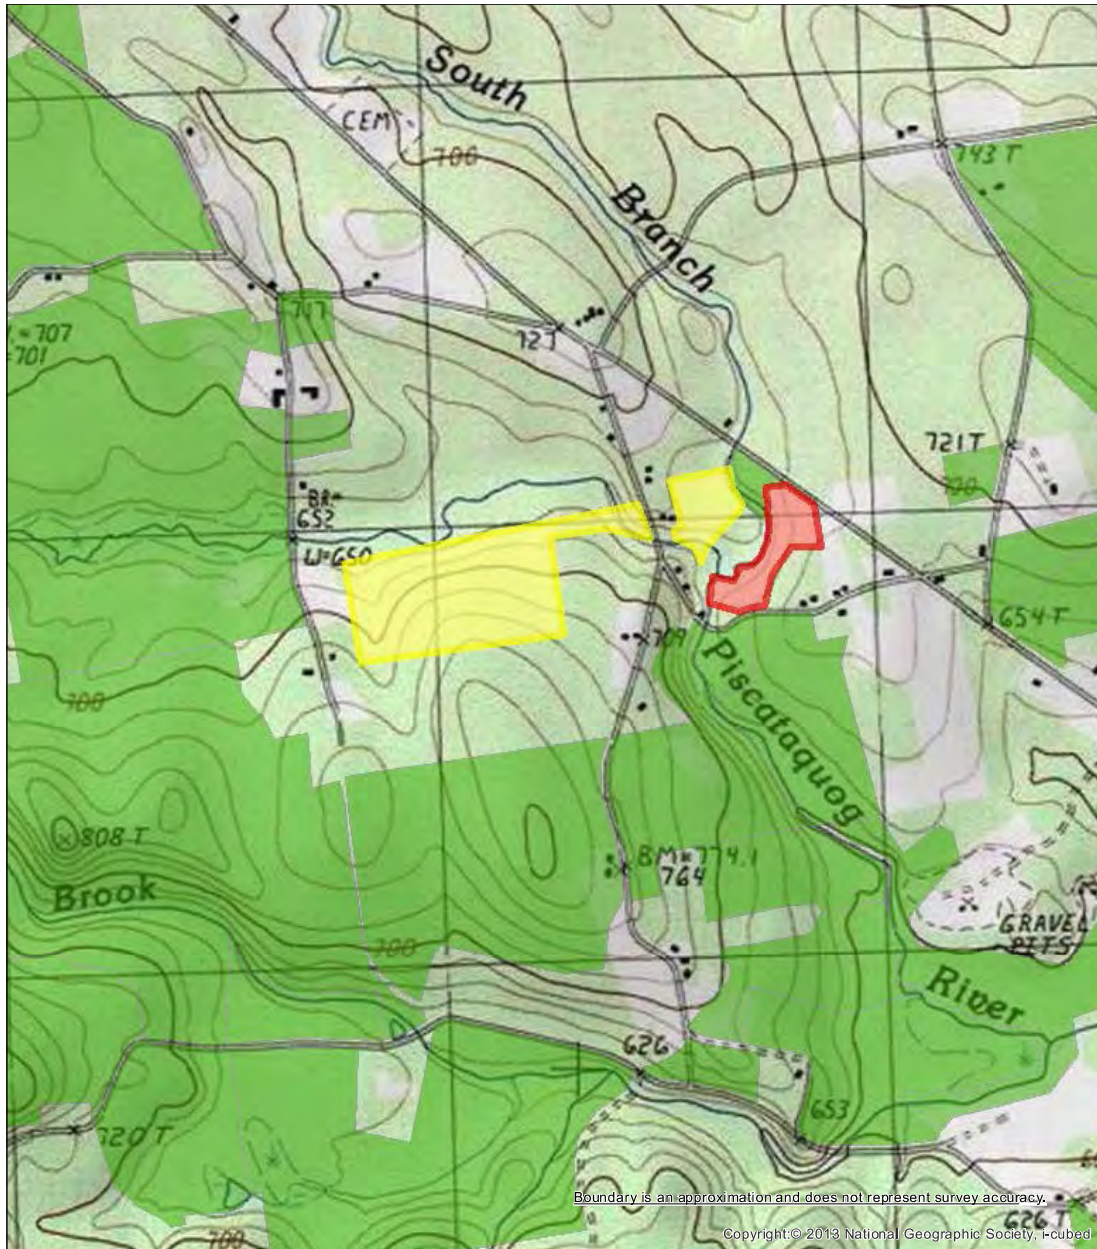 South
CEM
700
743 T
Branch
717
727
=707
=701
721 T
700
BR=
652
W=650
709
654 T
Piscataquog
700
808 T
BM=774.1
764
Brook
GRAVEL
PITS
700
River
626
653
720 T
Boundary is an approximation and does not represent survey accuracy.
626 T
700
Copyright:© 2013 National Geographic Society, i-cubed